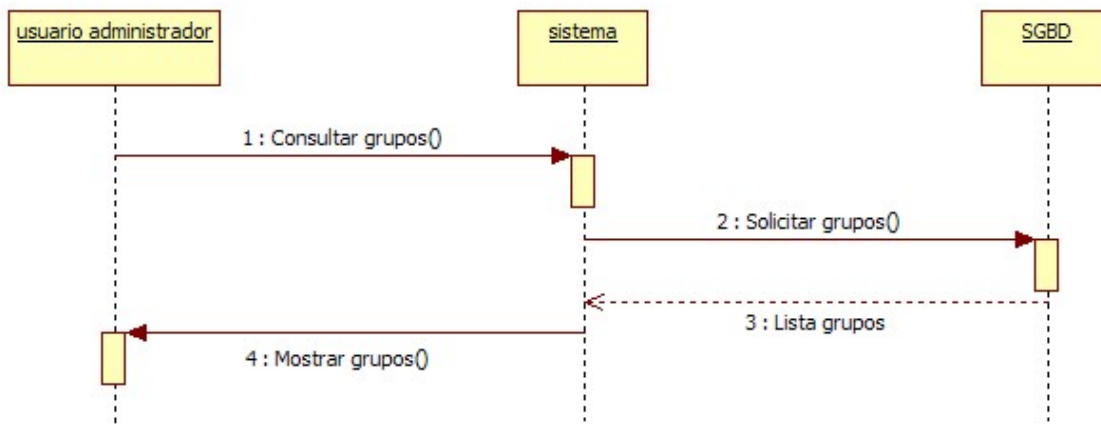 usuario administrador
sistema
SGBD
1 : Consultar grupos()
2 : Solicitar grupos()
3 : Lista grupos
4 : Mostrar grupos()